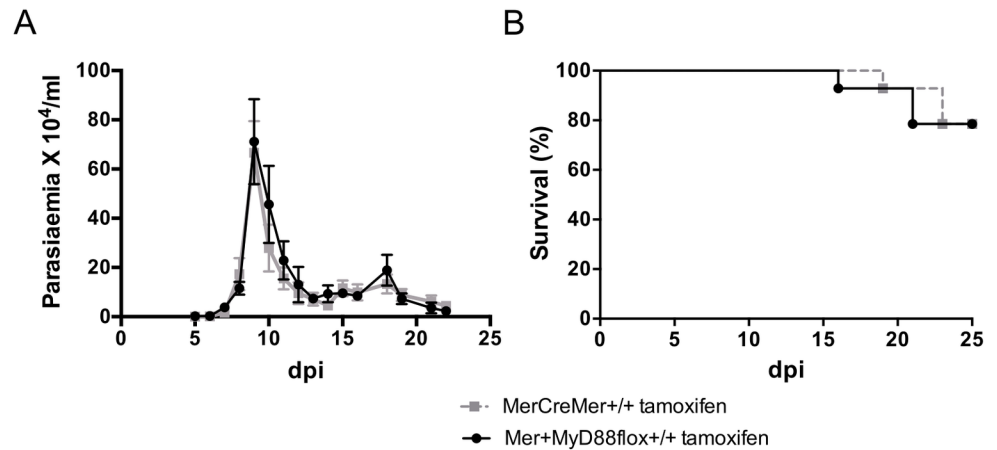 A
B
Parasiaemia X 10⁴/ml
100
80
60
40
20
0
0 5 10 15 20 25
dpi
Survival (%)
100
80
60
40
20
0
0 5 10 15 20 25
dpi
MerCreMer+/+ tamoxifen
Mer+MyD88flox+/+ tamoxifen